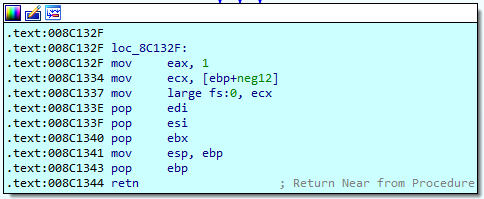 .text:008C132F
.text:008C132F loc_8C132F:
.text:008C132F mov     eax, 1
.text:008C1334 mov     ecx, [ebp+neg12]
.text:008C1337 mov     large fs:0, ecx
.text:008C133E pop     edi
.text:008C133F pop     esi
.text:008C1340 pop     ebx
.text:008C1341 mov     esp, ebp
.text:008C1343 pop     ebp
.text:008C1344 retn                    ; Return Near from Procedure